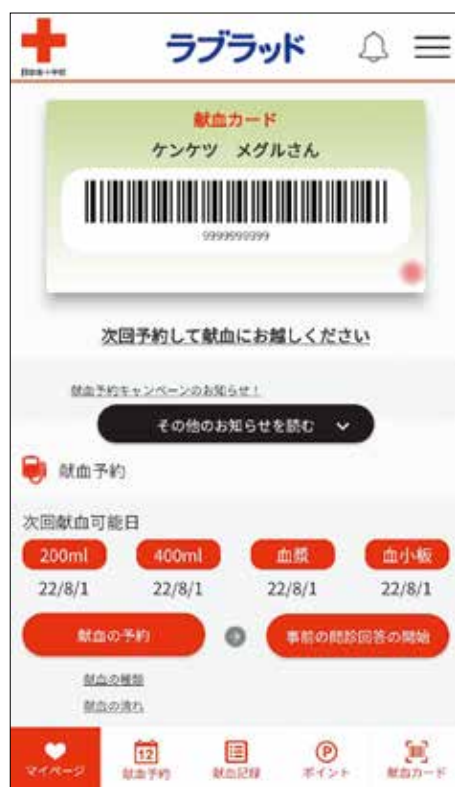 日本赤十字社
ラブラッド
献血カード
ケンケツ メグルさん
9999999999
次回予約して献血にお越しください
献血予約キャンペーンのお知らせ！
その他のお知らせを読む
献血予約
次回献血可能日
200ml 400ml 血漿 血小板
22/8/1 22/8/1 22/8/1 22/8/1
献血の予約 事前の問診回答の開始
献血の種類
献血の流れ
マイページ 献血予約 献血記録 ポイント 献血カード
12 P